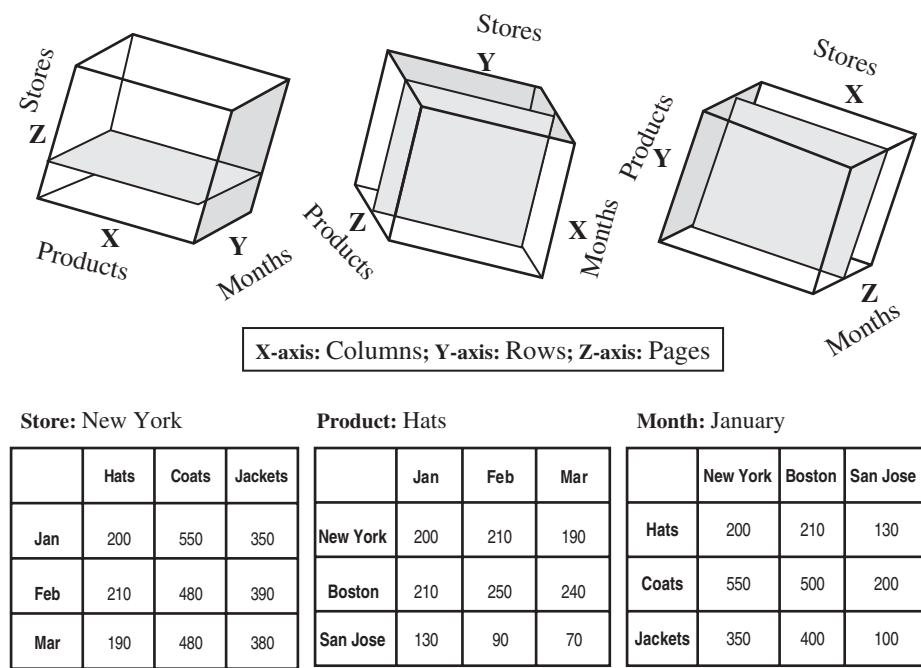 Stores
Z
X
Products
Y
Months
Stores
Y
Z
Products
X
Months
Stores
X
Products
Y
Z
Months
X-axis: Columns; Y-axis: Rows; Z-axis: Pages
Store: New York
Hats Coats Jackets
Jan 200 550 350
Feb 210 480 390
Mar 190 480 380
Product: Hats
Jan Feb Mar
New York 200 210 190
Boston 210 250 240
San Jose 130 90 70
Month: January
New York Boston San Jose
Hats 200 210 130
Coats 550 500 200
Jackets 350 400 100